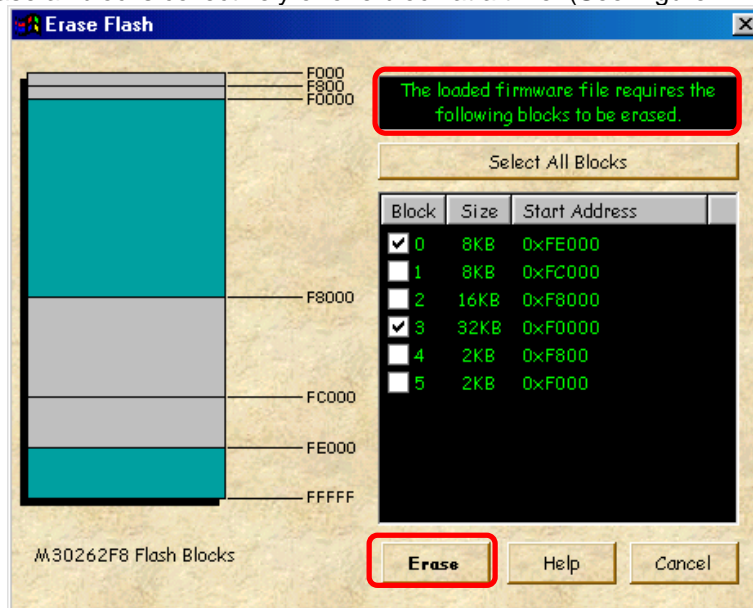 Erase Flash
F000
F800
F0000
F8000
FC000
FE000
FFFFF
M30262F8 Flash Blocks
The loaded firmware file requires the
following blocks to be erased.
Select All Blocks
Block Size Start Address
0 8KB 0xFE000
1 8KB 0xFC000
2 16KB 0xF8000
3 32KB 0xF0000
4 2KB 0xF800
5 2KB 0xF000
Erase Help Cancel